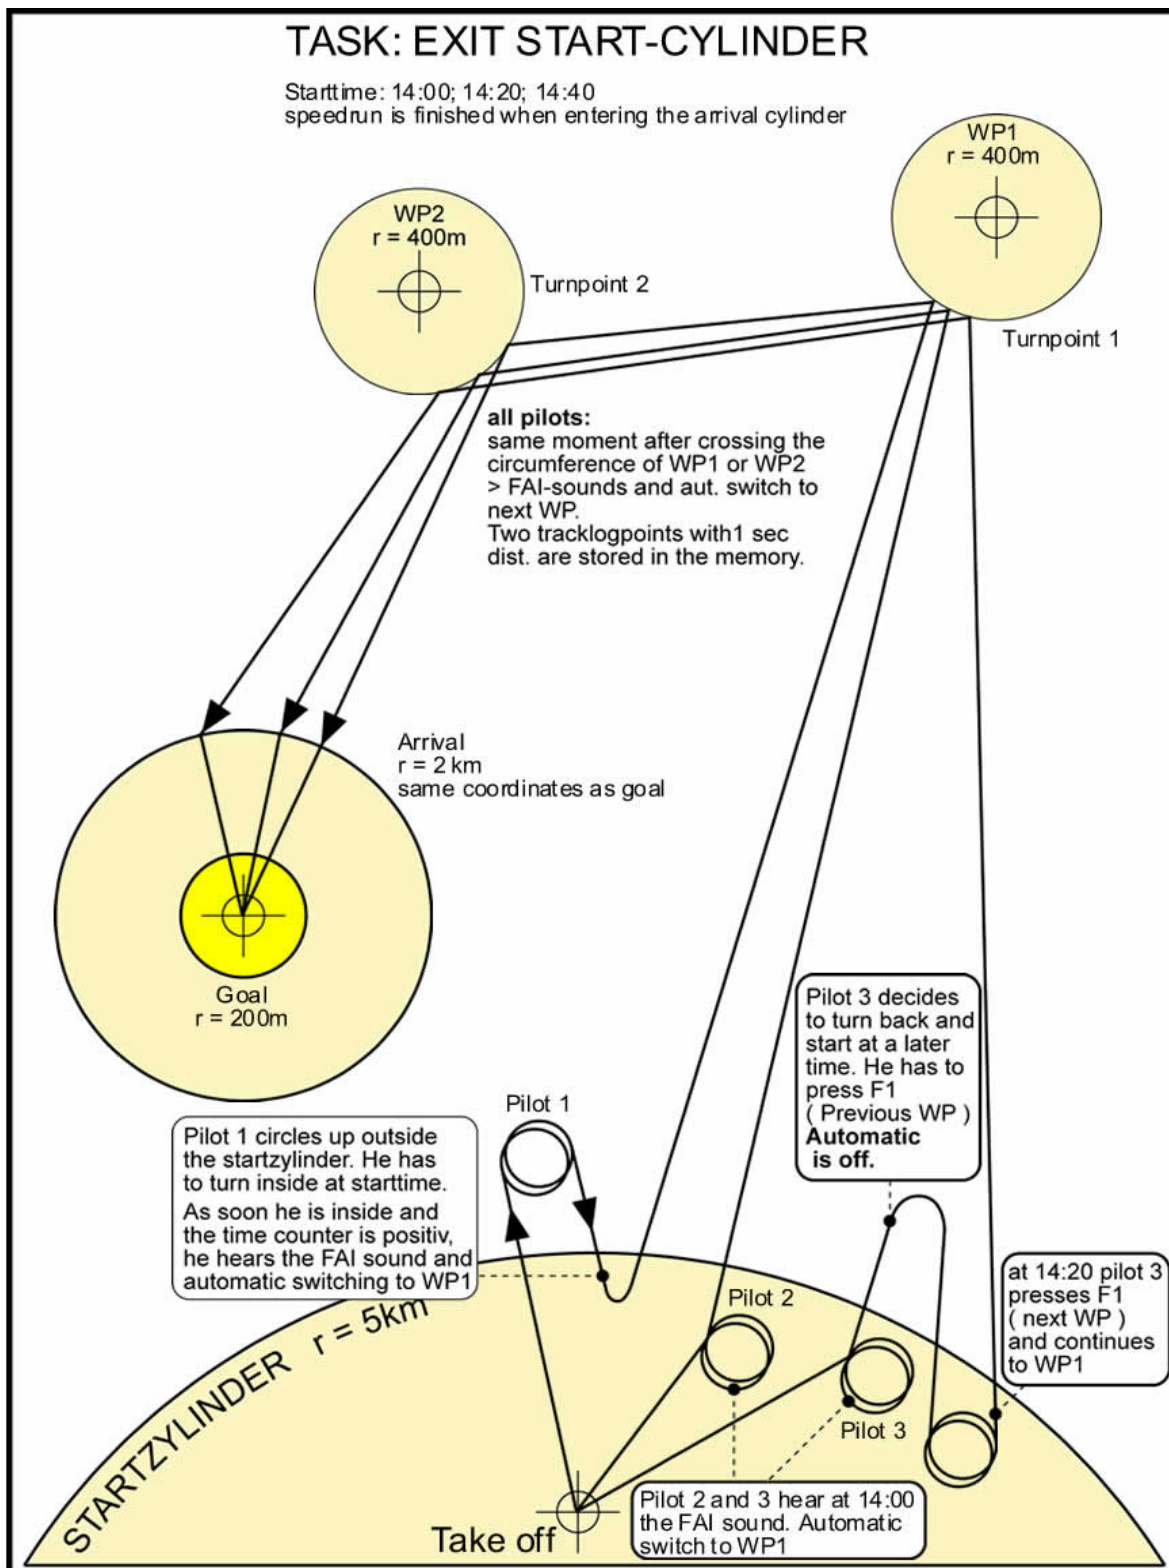 TASK: EXIT START-CYLINDER
Starttime: 14:00; 14:20; 14:40
speedrun is finished when entering the arrival cylinder
WP1
r = 400m
WP2
r = 400m
Turnpoint 2
Turnpoint 1
all pilots:
same moment after crossing the
circumference of WP1 or WP2
> FAI-sounds and aut. switch to
next WP.
Two tracklogpoints with1 sec
dist. are stored in the memory.
Arrival
r = 2 km
same coordinates as goal
Goal
r = 200m
Pilot 3 decides
to turn back and
start at a later
time. He has to
press F1
( Previous WP )
Automatic
is off.
Pilot 1
Pilot 1 circles up outside
the startzylinder. He has
to turn inside at starttime.
As soon he is inside and
the time counter is positiv,
he hears the FAI sound and
automatic switching to WP1
at 14:20 pilot 3
presses F1
( next WP )
and continues
to WP1
Pilot 2
STARTZYLINDER r = 5km
Pilot 3
Pilot 2 and 3 hear at 14:00
the FAI sound. Automatic
switch to WP1
Take off